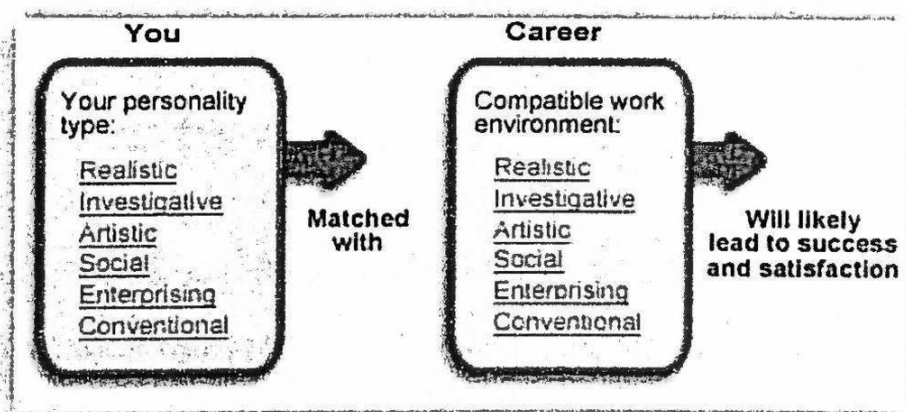 You
Your personality
type:
Realistic
Investigative
Artistic
Social
Enterprising
Conventional
Matched
with
Career
Compatible work
environment:
Realistic
Investigative
Artistic
Social
Enterprising
Conventional
Will likely
lead to success
and satisfaction